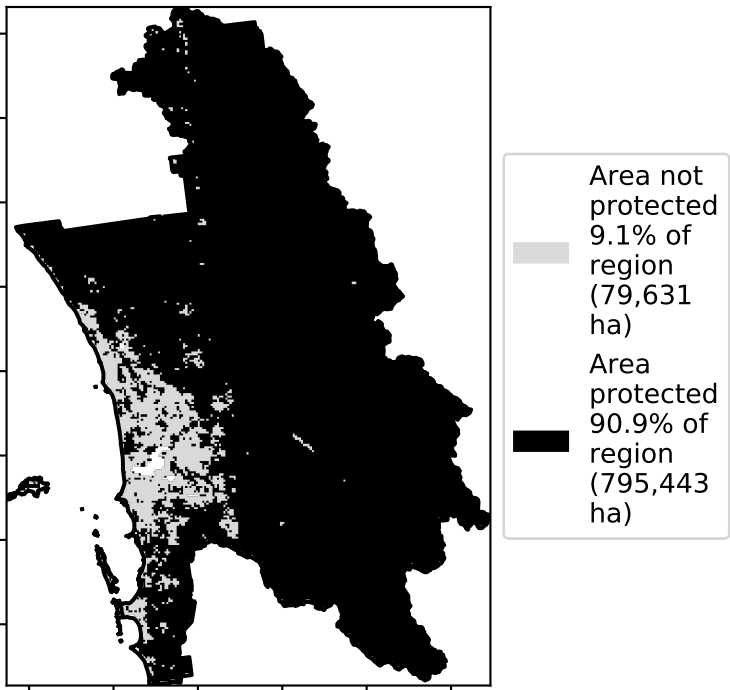 Area not
protected
9.1% of
region
(79,631
ha)
Area
protected
90.9% of
region
(795,443
ha)